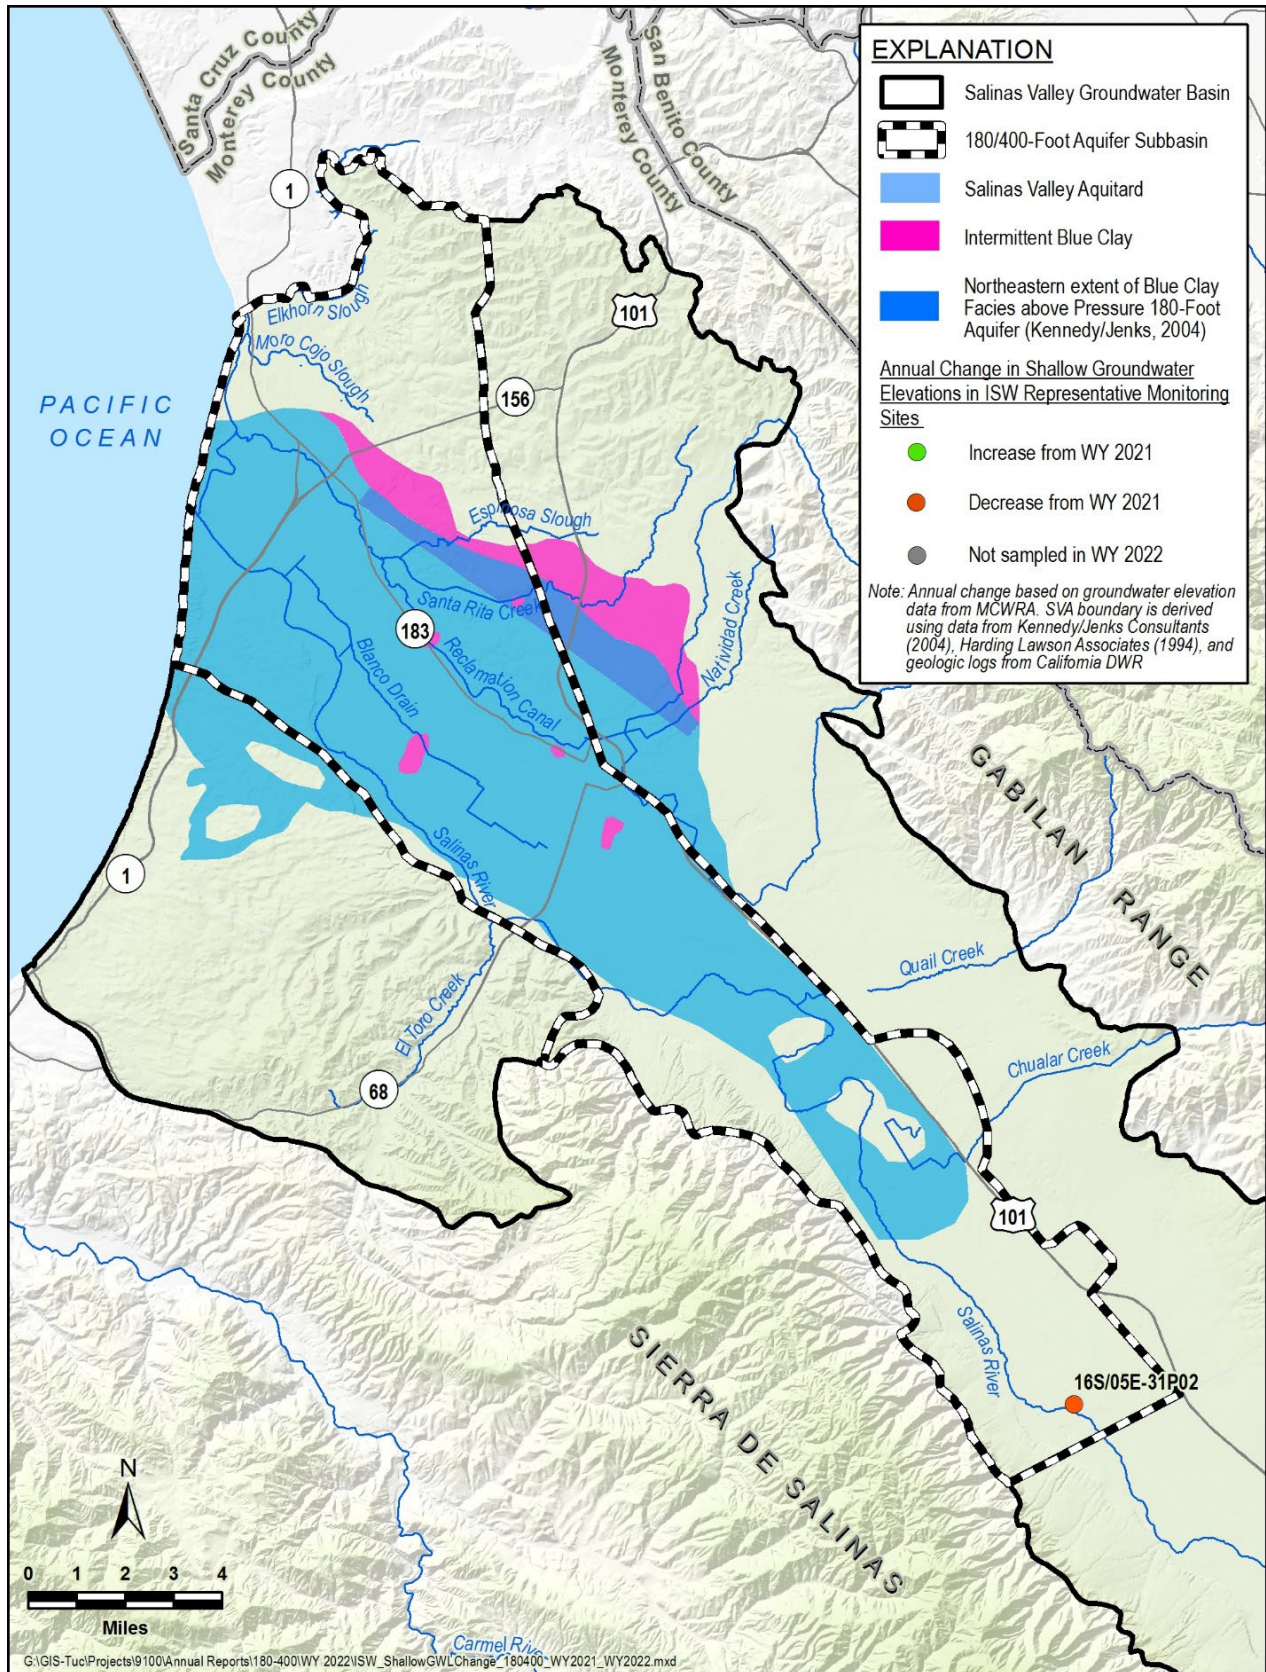 Santa Cruz County
Monterey County
San Benito County
Monterey County
EXPLANATION
Salinas Valley Groundwater Basin
180/400-Foot Aquifer Subbasin
Salinas Valley Aquitard
Intermittent Blue Clay
Northeastern extent of Blue Clay
Facies above Pressure 180-Foot
Aquifer (Kennedy/Jenks, 2004)
Annual Change in Shallow Groundwater
Elevations in ISW Representative Monitoring
Sites
Increase from WY 2021
Decrease from WY 2021
Not sampled in WY 2022
Note: Annual change based on groundwater elevation
data from MCWRA. SVA boundary is derived
using data from Kennedy/Jenks Consultants
(2004), Harding Lawson Associates (1994), and
geologic logs from California DWR
1
101
Elkhorn Slough
Moro Cojo Slough
156
PACIFIC
OCEAN
Espinosa Slough
Santa Rita Creek
183
Natividad Creek
Blanco Drain
Reclamation Canal
GABILAN RANGE
Salinas River
1
Quail Creek
El Toro Creek
Chualar Creek
68
101
Salinas River
SIERRA DE SALINAS
16S/05E-31P02
N
0 1 2 3 4
Miles
Carmel Rive
G:\GIS-Tuc\Projects\9100\Annual Reports\180-400\WY 2022\ISW_ShallowGWLChange_180400_WY2021_WY2022.mxd